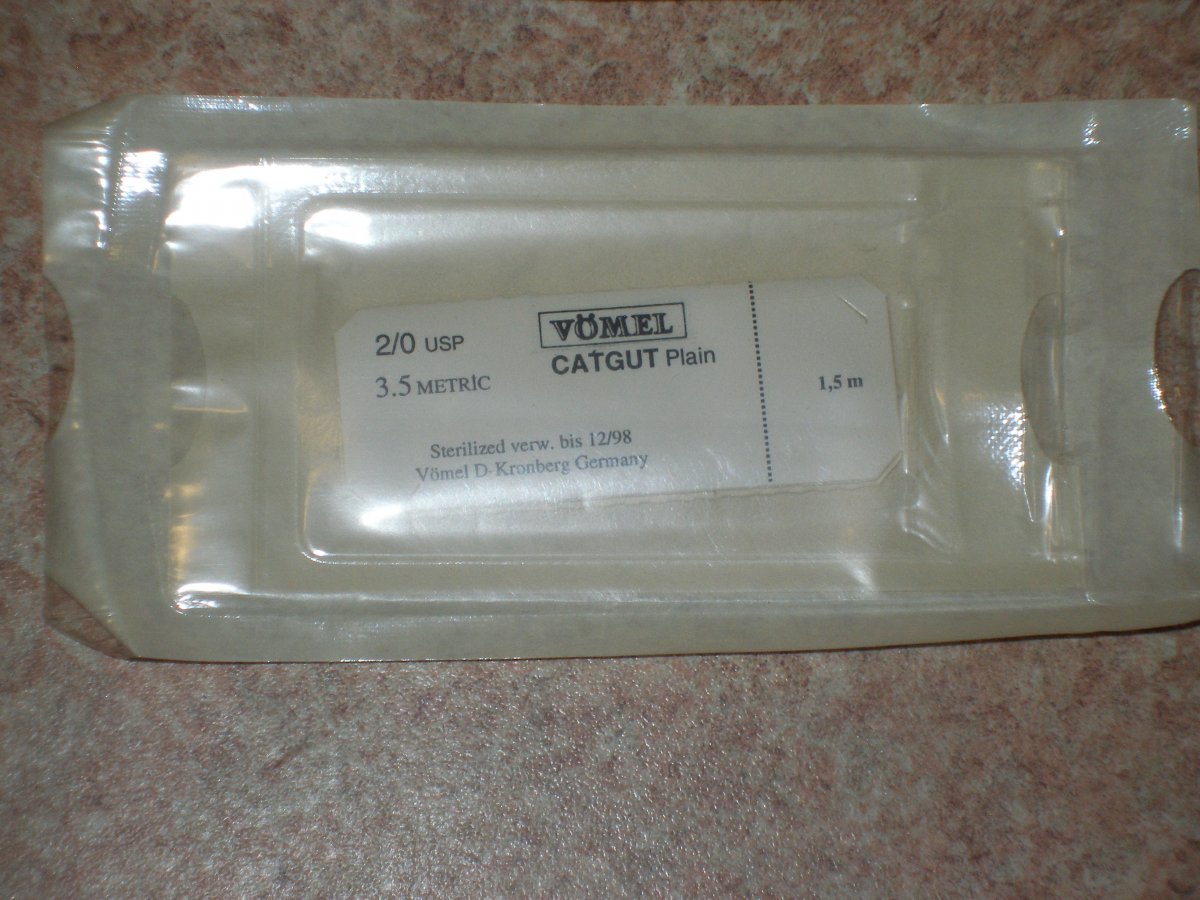 2/0 USP
3.5 METRIC
VÖMEL
CATGUT Plain
1,5 m
Sterilized verw. bis 12/98
Vömel D-Kronberg Germany